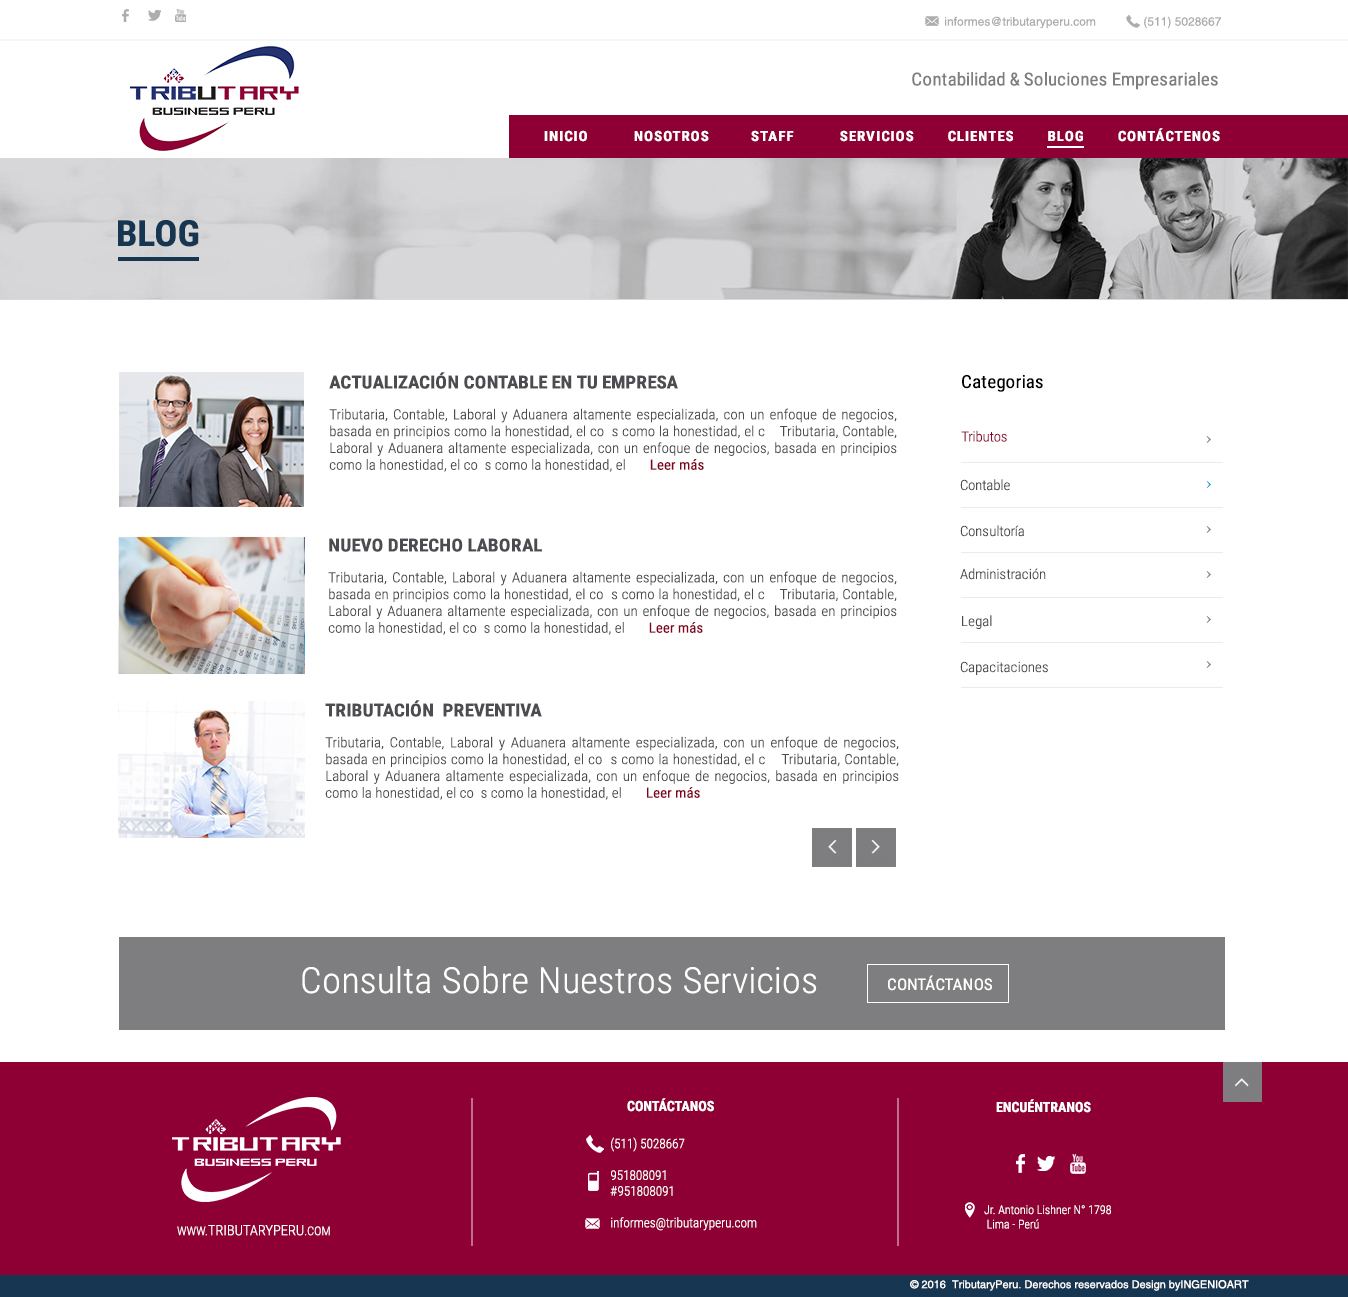 informes@tributaryperu.com
(511) 5028667
TRIBUTARY
BUSINESS PERU
Contabilidad & Soluciones Empresariales
INICIO
NOSOTROS
STAFF
SERVICIOS
CLIENTES
BLOG
CONTÁCTENOS
BLOG
ACTUALIZACIÓN CONTABLE EN TU EMPRESA
Tributaria, Contable, Laboral y Aduanera altamente especializada, con un enfoque de negocios,
basada en principios como la honestidad, el co s como la honestidad, el c Tributaria, Contable,
Laboral y Aduanera altamente especializada, con un enfoque de negocios, basada en principios
como la honestidad, el co s como la honestidad, el Leer más
NUEVO DERECHO LABORAL
Tributaria, Contable, Laboral y Aduanera altamente especializada, con un enfoque de negocios,
basada en principios como la honestidad, el co s como la honestidad, el c Tributaria, Contable,
Laboral y Aduanera altamente especializada, con un enfoque de negocios, basada en principios
como la honestidad, el co s como la honestidad, el Leer más
TRIBUTACIÓN PREVENTIVA
Tributaria, Contable, Laboral y Aduanera altamente especializada, con un enfoque de negocios,
basada en principios como la honestidad, el co s como la honestidad, el c Tributaria, Contable,
Laboral y Aduanera altamente especializada, con un enfoque de negocios, basada en principios
como la honestidad, el co s como la honestidad, el Leer más
Categorias
Tributos
Contable
Consultoría
Administración
Legal
Capacitaciones
Consulta Sobre Nuestros Servicios
CONTÁCTANOS
TRIBUTARY
BUSINESS PERU
WWW.TRIBUTARYPERU.COM
CONTÁCTANOS
(511) 5028667
951808091
#951808091
informes@tributaryperu.com
ENCUÉNTRANOS
You
Tube
Jr. Antonio Lishner N° 1798
Lima - Perú
© 2016 TributaryPeru. Derechos reservados Design byINGENIOART